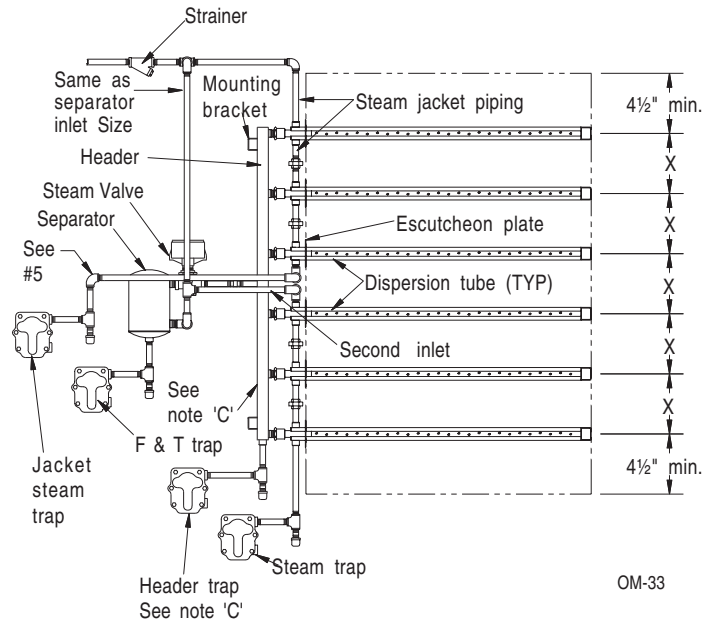 Strainer
Same as
separator
inlet Size
Mounting
bracket
Steam jacket piping
4½" min.
Header
X
Steam Valve
Separator
X
Escutcheon plate
See
#5
X
Dispersion tube (TYP)
X
Second inlet
X
See
note 'C'
F & T trap
4½" min.
Jacket
steam
trap
Steam trap
Header trap
See note 'C'
OM-33